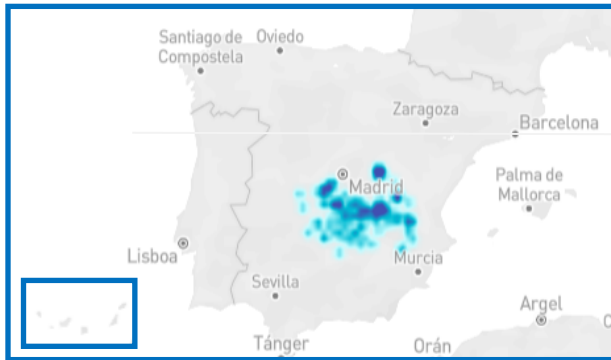 Santiago de
Compostela
Oviedo
Zaragoza
Barcelona
Madrid
Palma de
Mallorca
Lisboa
Murcia
Sevilla
Argel
Tánger
Orán